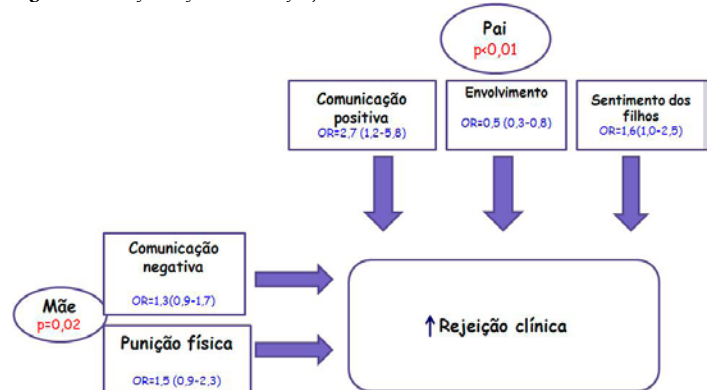 Pai
p<0,01
Comunicação
positiva
OR=2,7 (1,2-5,8)
Envolvimento
OR=0,5 (0,3-0,8)
Sentimento dos
filhos
OR=1,6(1,0-2,5)
Comunicação
negativa
OR=1,3(0,9-1,7)
Mãe
p=0,02
Punição física
OR=1,5 (0,9-2,3)
↑Rejeição clínica